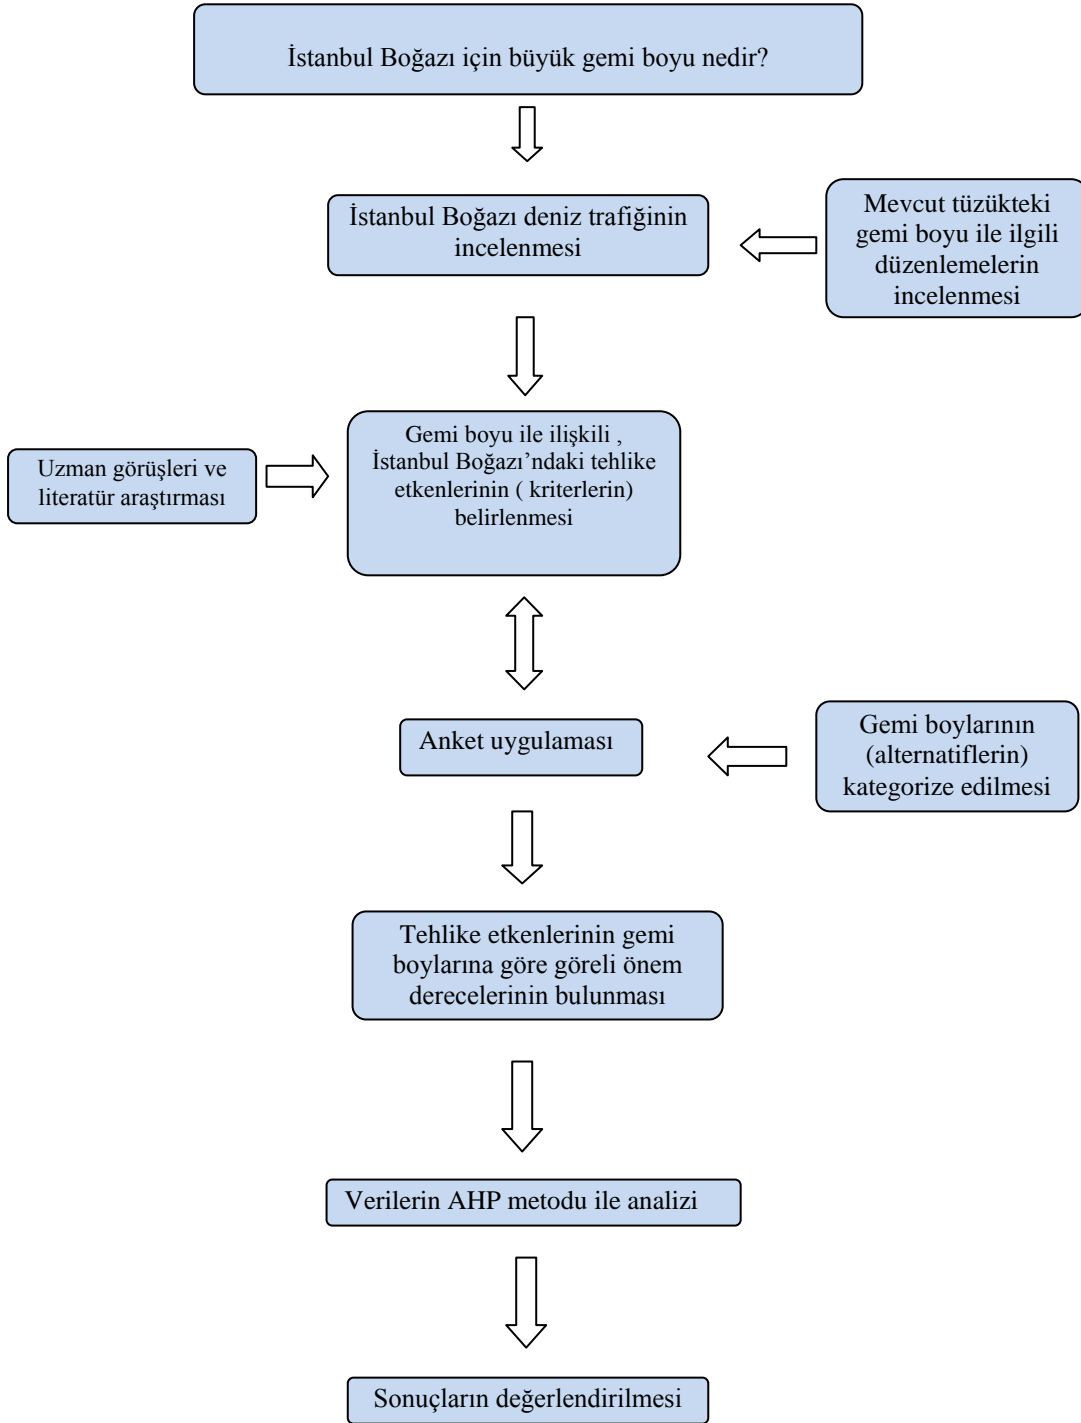 İstanbul Boğazı için büyük gemi boyu nedir?
İstanbul Boğazı deniz trafiğinin
incelenmesi
Mevcut tüzükteki
gemi boyu ile ilgili
düzenlemelerin
incelenmesi
Gemi boyu ile ilişkili ,
İstanbul Boğazı’ndaki tehlike
etkenlerinin ( kriterlerin)
belirlenmesi
Uzman görüşleri ve
literatür araştırması
Anket uygulaması
Gemi boylarının
(alternatiflerin)
kategorize edilmesi
Tehlike etkenlerinin gemi
boylarına göre göreli önem
derecelerinin bulunması
Verilerin AHP metodu ile analizi
Sonuçların değerlendirilmesi